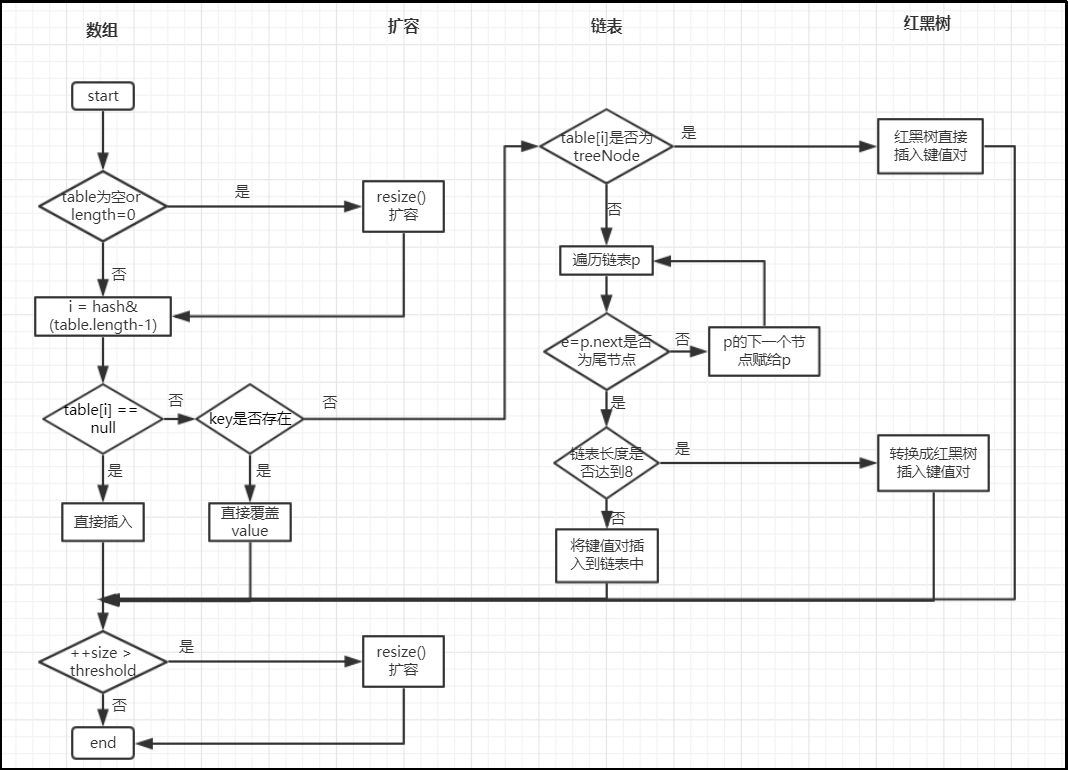 数组
扩容
链表
红黑树
start
table为空or
length=0
是
resize()
扩容
否
i = hash&
(table.length-1)
table[i] ==
null
否
key是否存在
否
是
直接插入
是
直接覆盖
value
table[i]是否为
treeNode
是
红黑树直接
插入键值对
否
遍历链表p
e=p.next是否
为尾节点
否
p的下一个节
点赋给p
是
链表长度是
否达到8
是
转换成红黑树
插入键值对
否
将键值对插
入到链表中
++size >
threshold
是
resize()
扩容
否
end